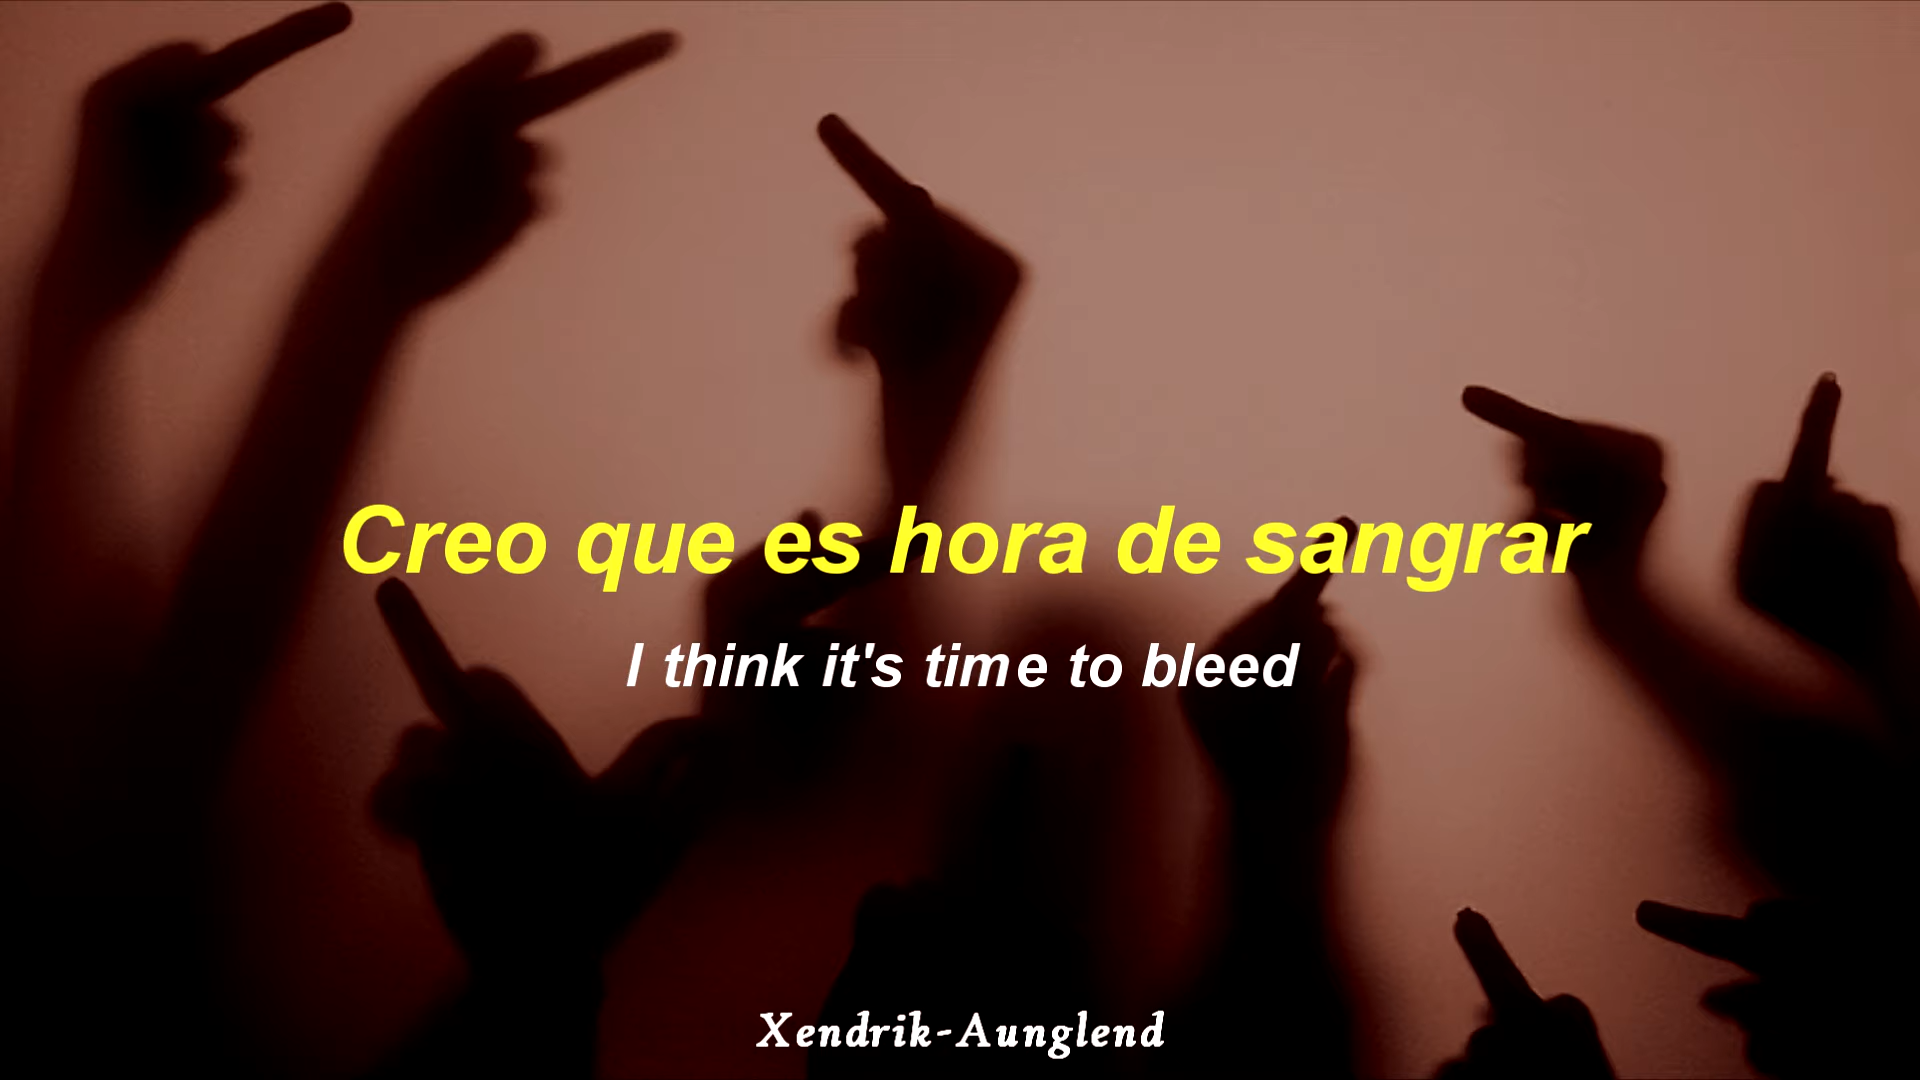 Creo que es hora de sangrar
I think it's time to bleed
Xendrik-Aunglend